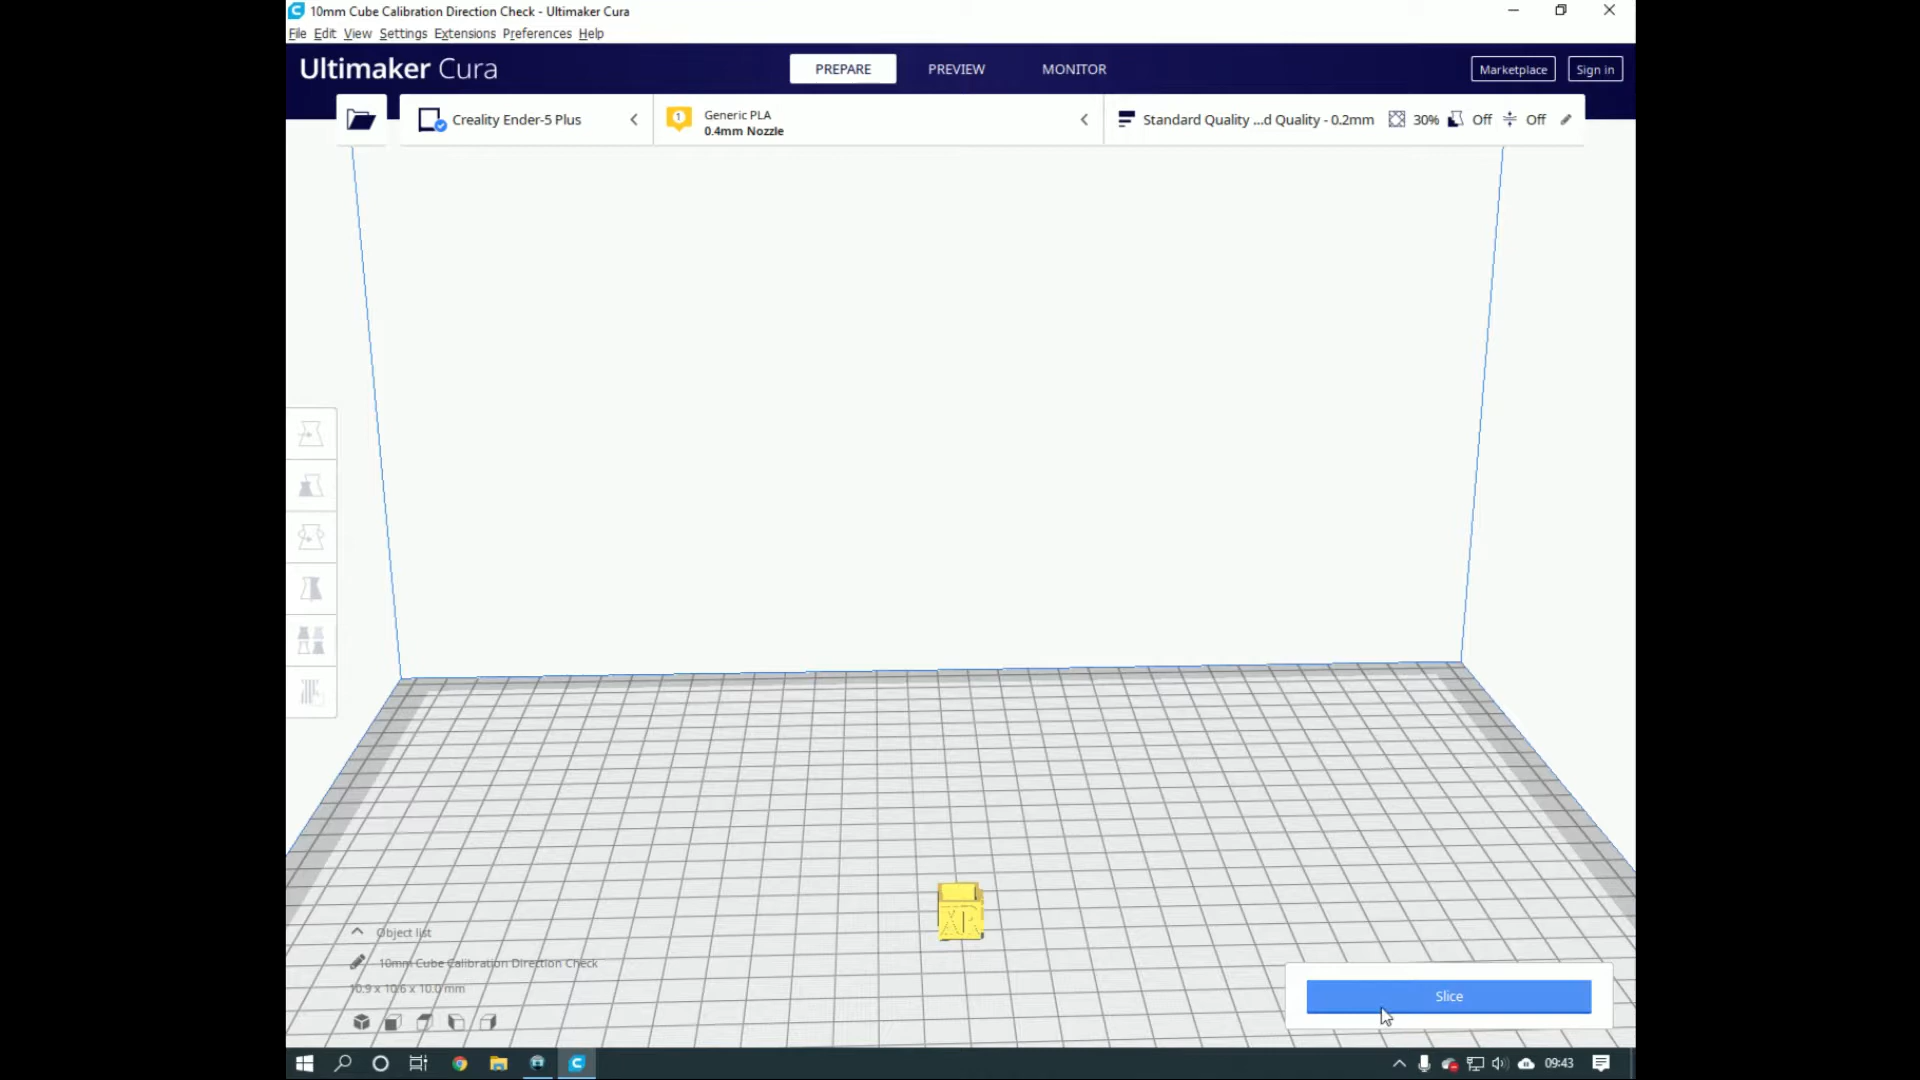 10mm Cube Calibration Direction Check - Ultimaker Cura
File Edit View Settings Extensions Preferences Help
Ultimaker Cura
PREPARE PREVIEW MONITOR
Marketplace Sign in
Creality Ender-5 Plus
1 Generic PLA
0.4mm Nozzle
Standard Quality ...d Quality - 0.2mm 30% Off Off
XR
Object list
10mm Cube Calibration Direction Check
10.9 x 10.6 x 10.0 mm
Slice
09:43